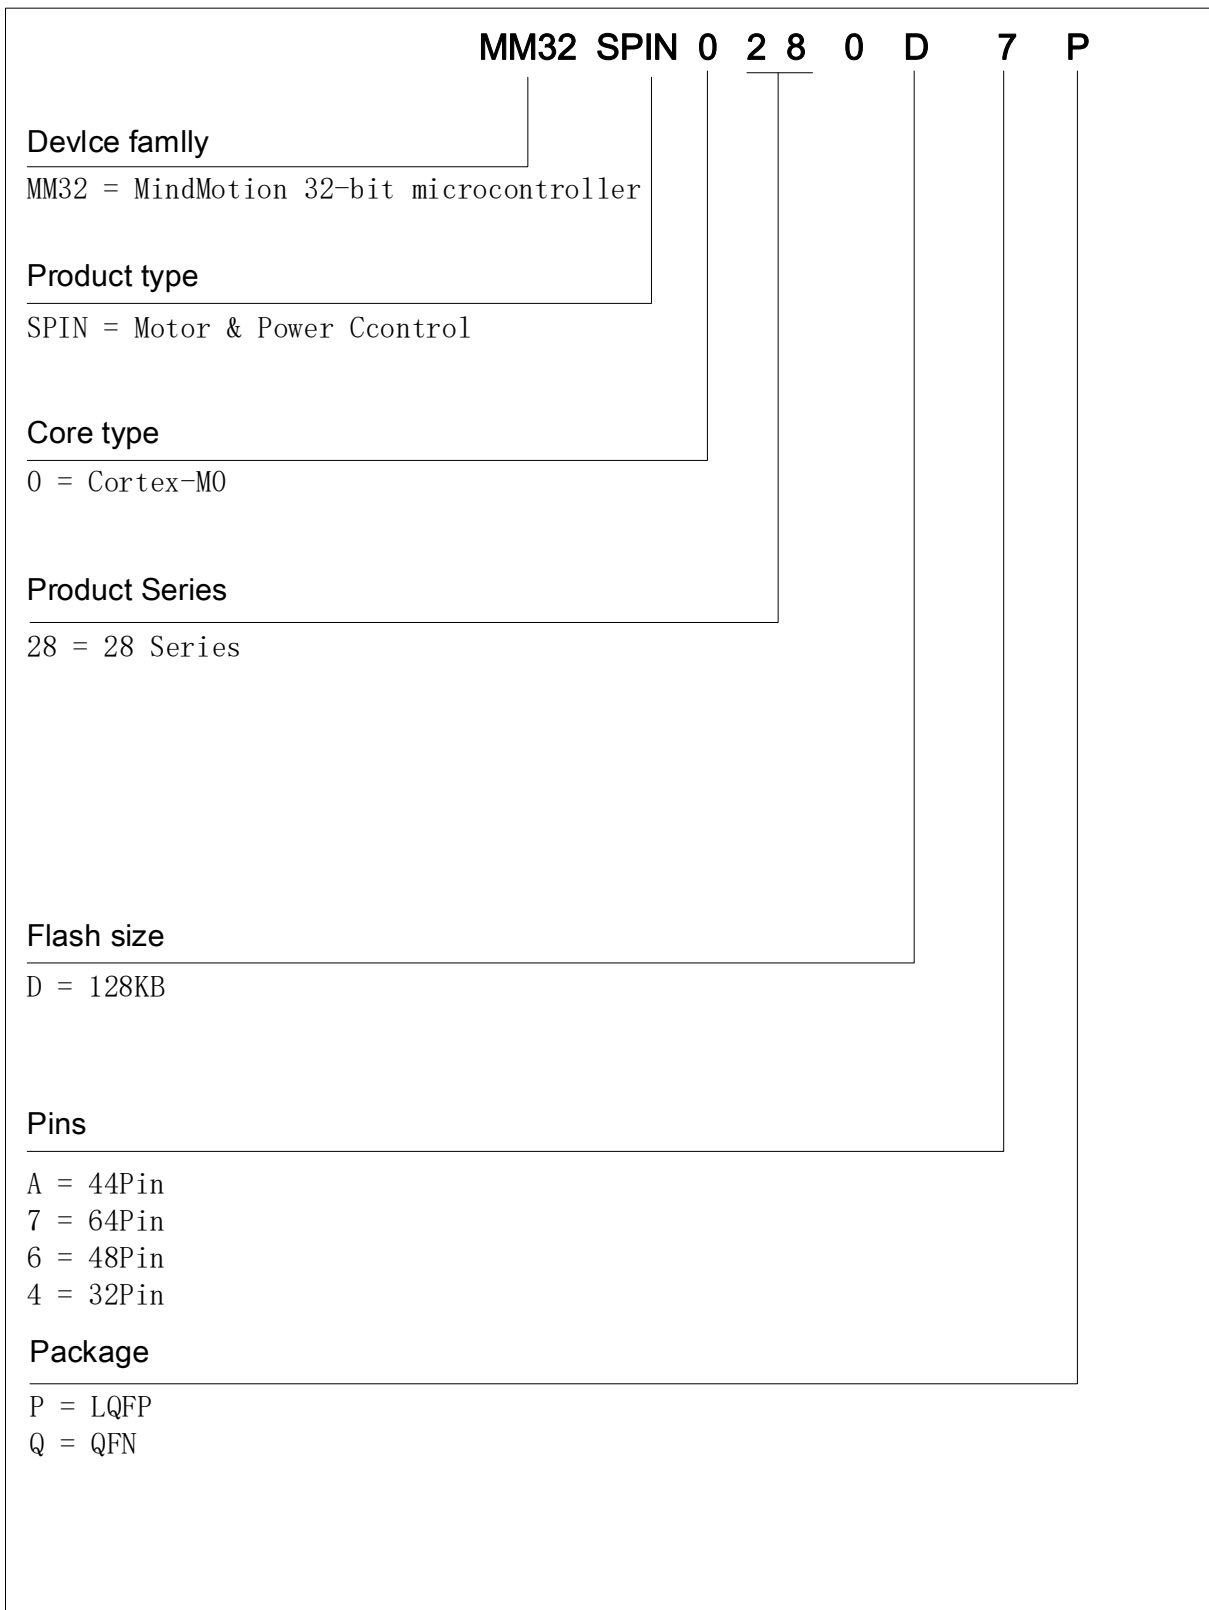 MM32 SPIN 0 2 8 0 D 7 P
DevIce famIly
MM32 = MindMotion 32-bit microcontroller
Product type
SPIN = Motor & Power Ccontrol
Core type
0 = Cortex-M0
Product Series
28 = 28 Series
Flash size
D = 128KB
Pins
A = 44Pin
7 = 64Pin
6 = 48Pin
4 = 32Pin
Package
P = LQFP
Q = QFN